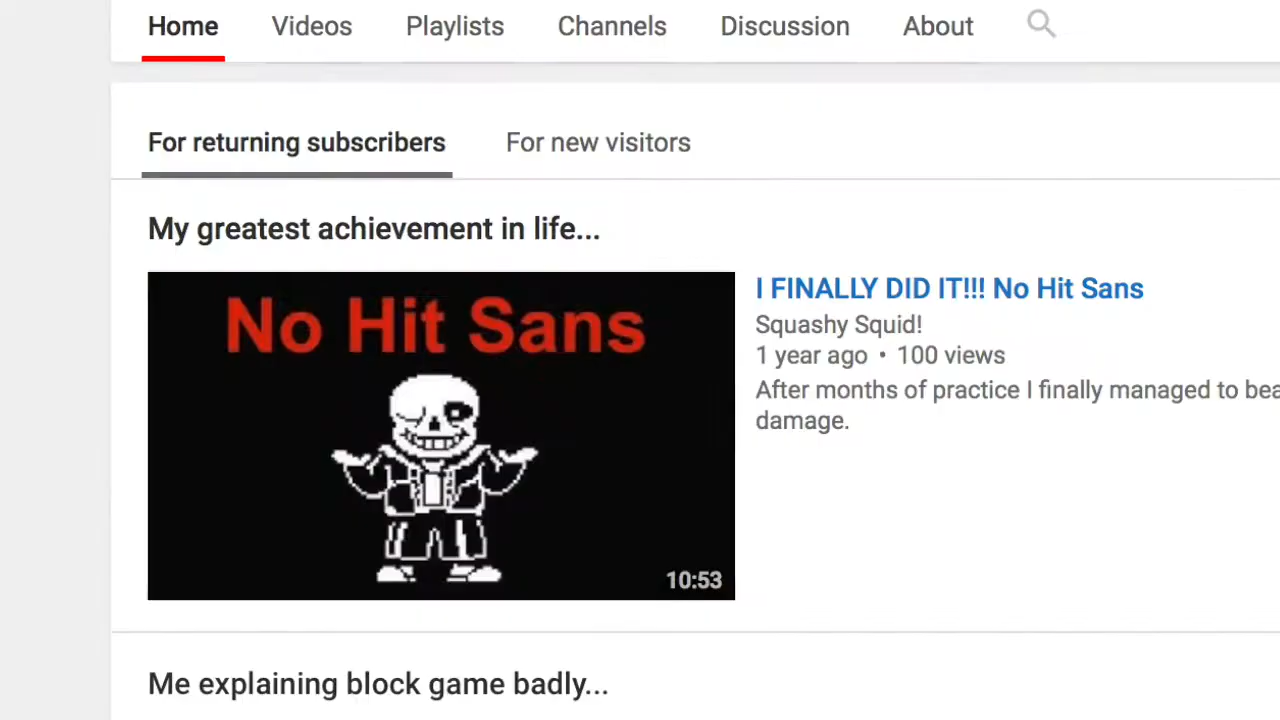 Home Videos Playlists Channels Discussion About
For returning subscribers For new visitors
My greatest achievement in life...
No Hit Sans
10:53
I FINALLY DID IT!!! No Hit Sans
Squashy Squid!
1 year ago • 100 views
After months of practice I finally managed to bea
damage.
Me explaining block game badly...